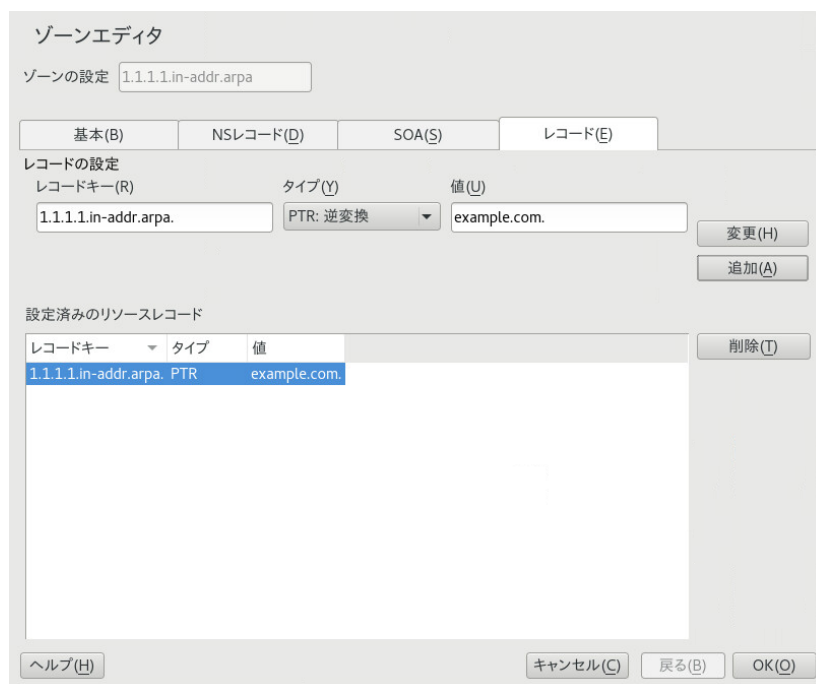 ゾーンエディタ
ゾーンの設定 1.1.1.1.in-addr.arpa
基本(B) NSレコード(D) SOA(S) レコード(E)
レコードの設定
レコードキー(R) タイプ(Y) 値(U)
1.1.1.1.in-addr.arpa. PTR: 逆変換 example.com.
変更(H)
追加(A)
設定済みのリソースレコード
レコードキー タイプ 値
削除(T)
1.1.1.1.in-addr.arpa. PTR example.com.
ヘルプ(H) キャンセル(C) 戻る(B) OK(O)